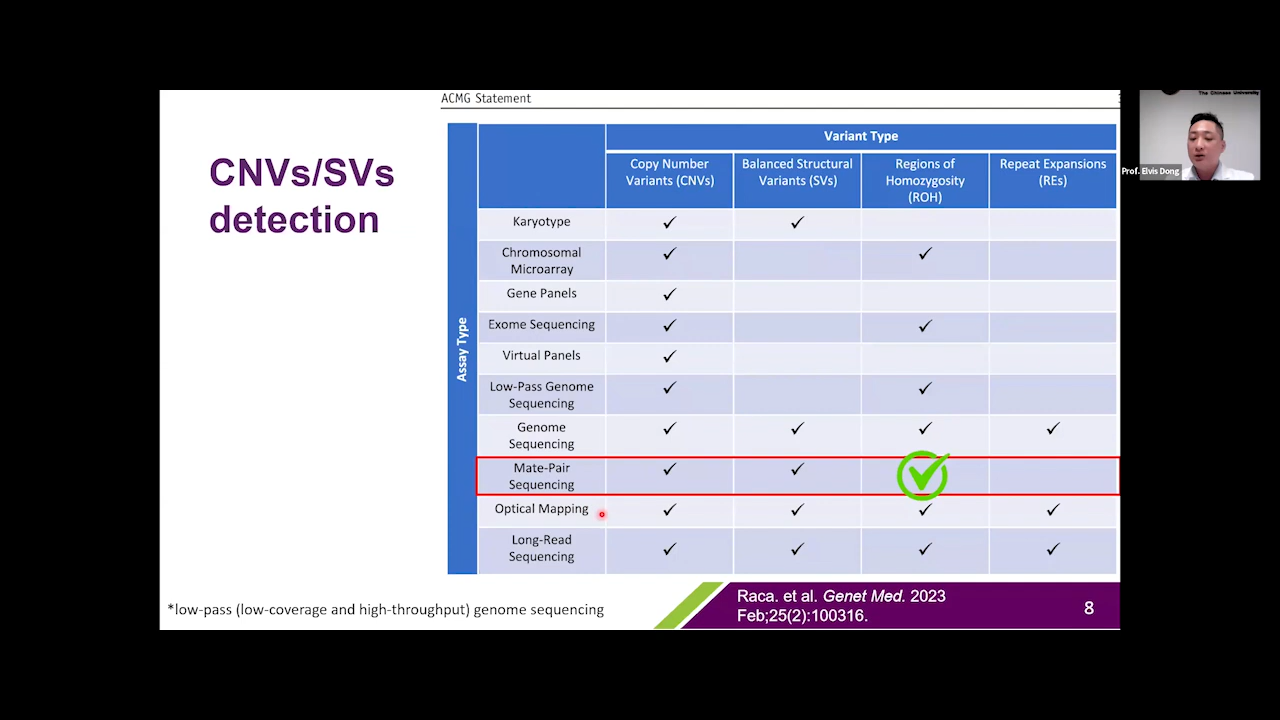 ACMG Statement
The Chinese University
Prof. Elvis Dong
CNVs/SVs
detection
Variant Type
Copy Number
Variants (CNVs)
Balanced Structural
Variants (SVs)
Regions of
Homozygosity
(ROH)
Repeat Expansions
(REs)
Assay Type
Karyotype ✓ ✓
Chromosomal
Microarray ✓ ✓
Gene Panels ✓
Exome Sequencing ✓ ✓
Virtual Panels ✓
Low-Pass Genome
Sequencing ✓ ✓
Genome
Sequencing ✓ ✓ ✓ ✓
Mate-Pair
Sequencing ✓ ✓ ✓
Optical Mapping ✓ ✓ ✓ ✓
Long-Read
Sequencing ✓ ✓ ✓ ✓
*low-pass (low-coverage and high-throughput) genome sequencing
Raca. et al. Genet Med. 2023
Feb;25(2):100316.
8